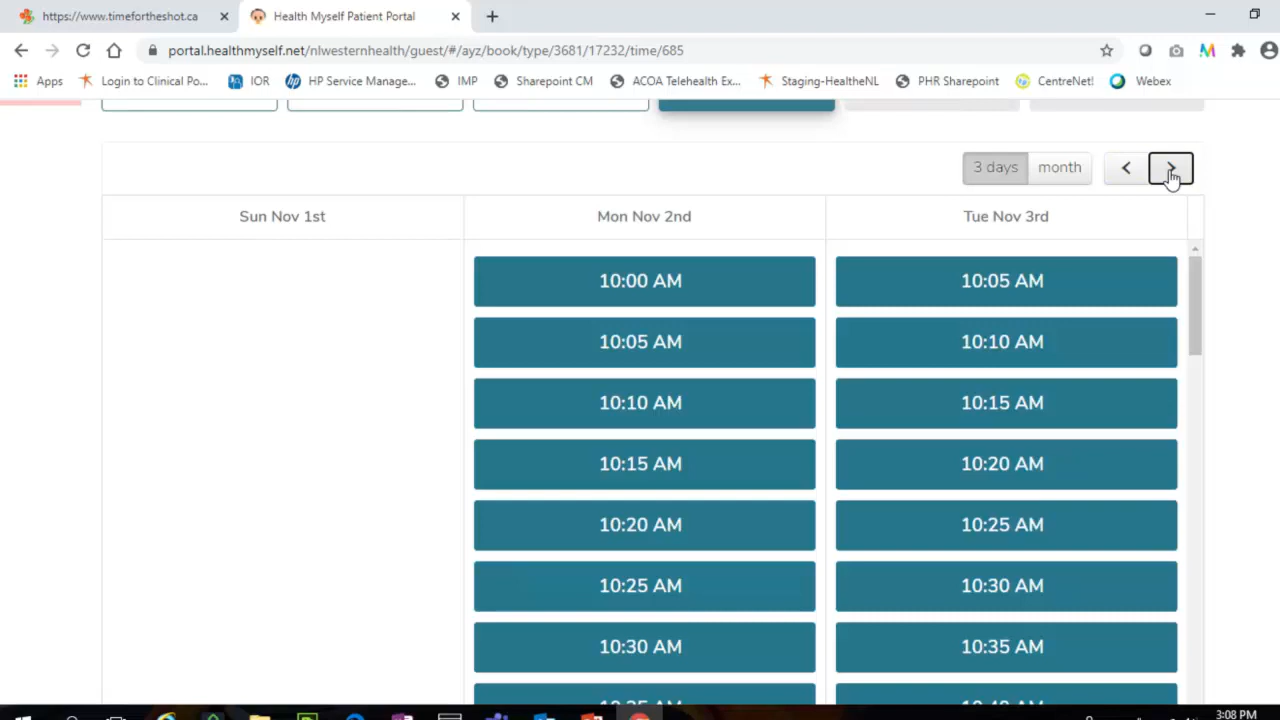 https://www.timefortheshot.ca
Health Myself Patient Portal
portal.healthmyself.net/nlwesternhealth/guest/#/ayz/book/type/3681/17232/time/685
Apps
Login to Clinical Po...
IOR
HP Service Manage...
IMP
Sharepoint CM
ACOA Telehealth Ex...
Staging-HealtheNL
PHR Sharepoint
CentreNet!
Webex
3 days
month
Sun Nov 1st
Mon Nov 2nd
Tue Nov 3rd
10:00 AM
10:05 AM
10:05 AM
10:10 AM
10:10 AM
10:15 AM
10:15 AM
10:20 AM
10:20 AM
10:25 AM
10:25 AM
10:30 AM
10:30 AM
10:35 AM
3:08 PM